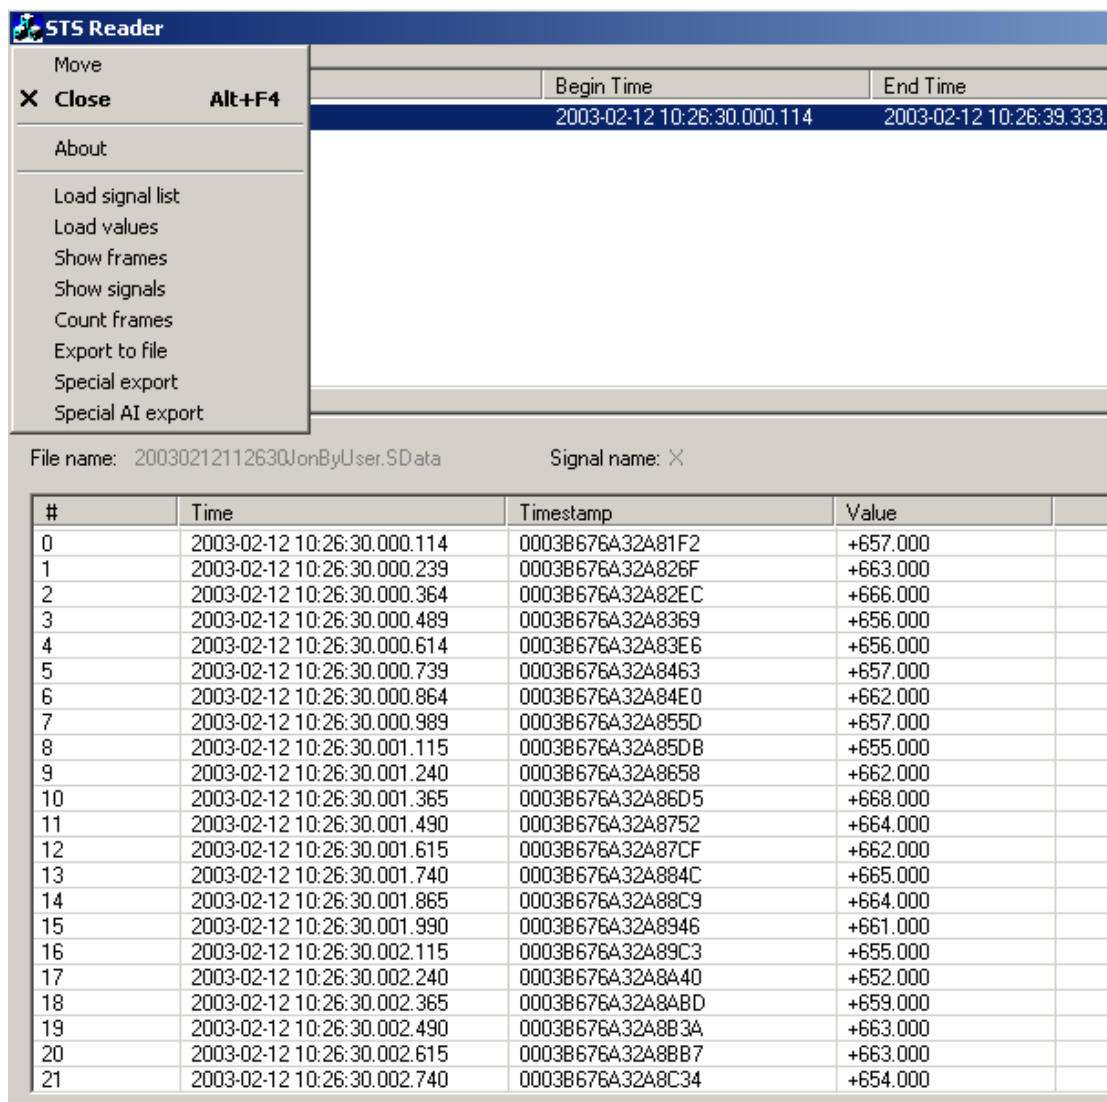 STS Reader
Move
Close Alt+F4
About
Load signal list
Load values
Show frames
Show signals
Count frames
Export to file
Special export
Special AI export
Begin Time End Time
2003-02-12 10:26:30.000.114 2003-02-12 10:26:39.333.
File name: 20030212112630JonByUser.SData Signal name: X
# Time Timestamp Value
0 2003-02-12 10:26:30.000.114 0003B676A32A81F2 +657.000
1 2003-02-12 10:26:30.000.239 0003B676A32A826F +663.000
2 2003-02-12 10:26:30.000.364 0003B676A32A82EC +666.000
3 2003-02-12 10:26:30.000.489 0003B676A32A8369 +656.000
4 2003-02-12 10:26:30.000.614 0003B676A32A83E6 +656.000
5 2003-02-12 10:26:30.000.739 0003B676A32A8463 +657.000
6 2003-02-12 10:26:30.000.864 0003B676A32A84E0 +662.000
7 2003-02-12 10:26:30.000.989 0003B676A32A855D +657.000
8 2003-02-12 10:26:30.001.115 0003B676A32A85DB +655.000
9 2003-02-12 10:26:30.001.240 0003B676A32A8658 +662.000
10 2003-02-12 10:26:30.001.365 0003B676A32A86D5 +668.000
11 2003-02-12 10:26:30.001.490 0003B676A32A8752 +664.000
12 2003-02-12 10:26:30.001.615 0003B676A32A87CF +662.000
13 2003-02-12 10:26:30.001.740 0003B676A32A884C +665.000
14 2003-02-12 10:26:30.001.865 0003B676A32A88C9 +664.000
15 2003-02-12 10:26:30.001.990 0003B676A32A8946 +661.000
16 2003-02-12 10:26:30.002.115 0003B676A32A89C3 +655.000
17 2003-02-12 10:26:30.002.240 0003B676A32A8A40 +652.000
18 2003-02-12 10:26:30.002.365 0003B676A32A8ABD +659.000
19 2003-02-12 10:26:30.002.490 0003B676A32A8B3A +663.000
20 2003-02-12 10:26:30.002.615 0003B676A32A8BB7 +663.000
21 2003-02-12 10:26:30.002.740 0003B676A32A8C34 +654.000